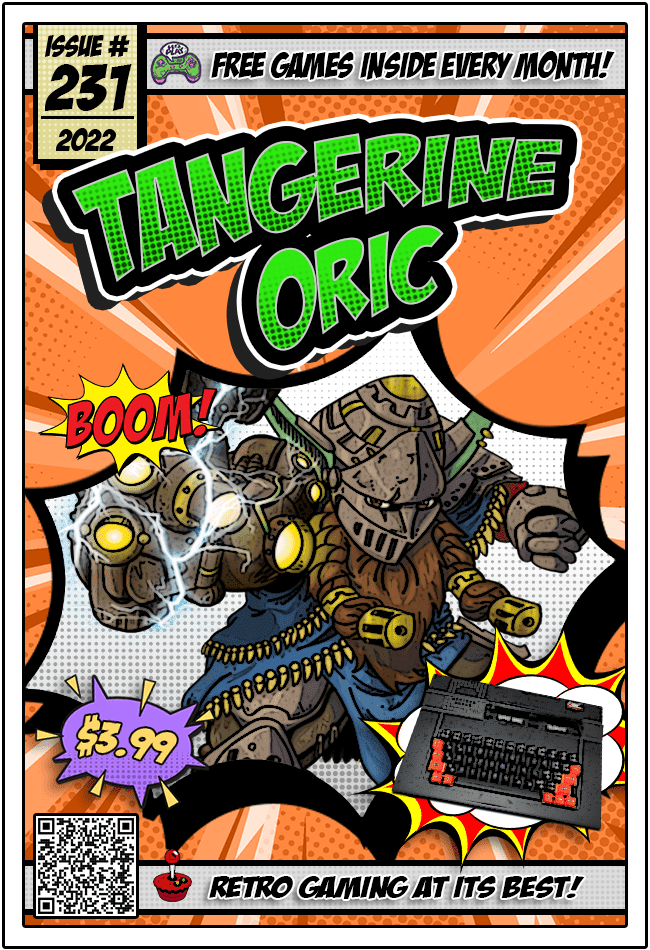 ISSUE #
231
2022
FREE GAMES INSIDE EVERY MONTH!
TANGERINE
ORIC
BOOM!
$3.99
RETRO GAMING AT ITS BEST!